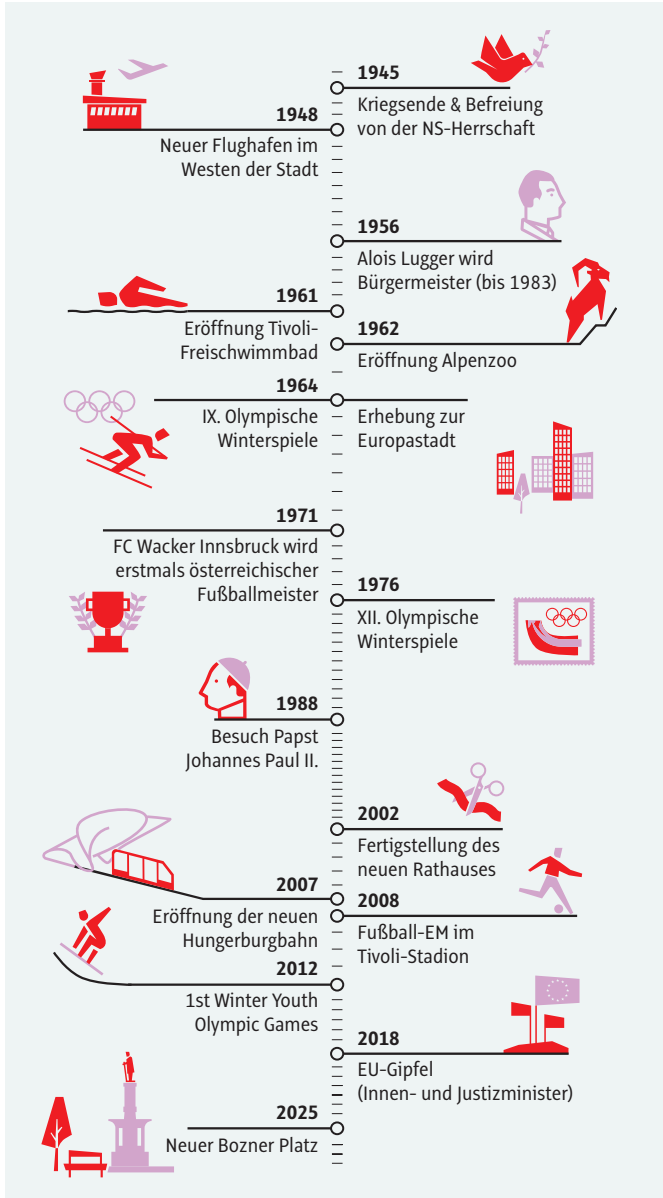 1945
Kriegsende & Befreiung
von der NS-Herrschaft
1948
Neuer Flughafen im
Westen der Stadt
1956
Alois Lugger wird
Bürgermeister (bis 1983)
1961
Eröffnung Tivoli-
Freischwimmbad
1962
Eröffnung Alpenzoo
1964
IX. Olympische
Winterspiele
Erhebung zur
Europastadt
1971
FC Wacker Innsbruck wird
erstmals österreichischer
Fußballmeister
1976
XII. Olympische
Winterspiele
1988
Besuch Papst
Johannes Paul II.
2002
Fertigstellung des
neuen Rathauses
2007
Eröffnung der neuen
Hungerburgbahn
2008
Fußball-EM im
Tivoli-Stadion
2012
1st Winter Youth
Olympic Games
2018
EU-Gipfel
(Innen- und Justizminister)
2025
Neuer Bozner Platz